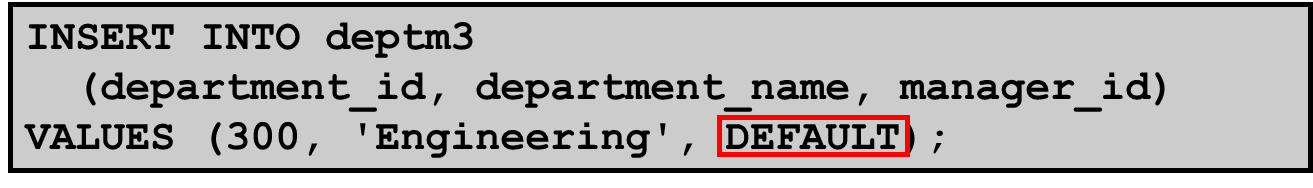 INSERT INTO deptm3
(department_id, department_name, manager_id)
VALUES (300, 'Engineering', DEFAULT);